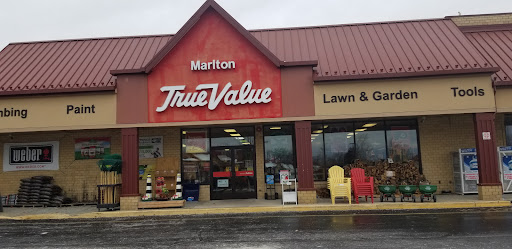 Marlton
True Value
mbing
Paint
Lawn & Garden
Tools
weber